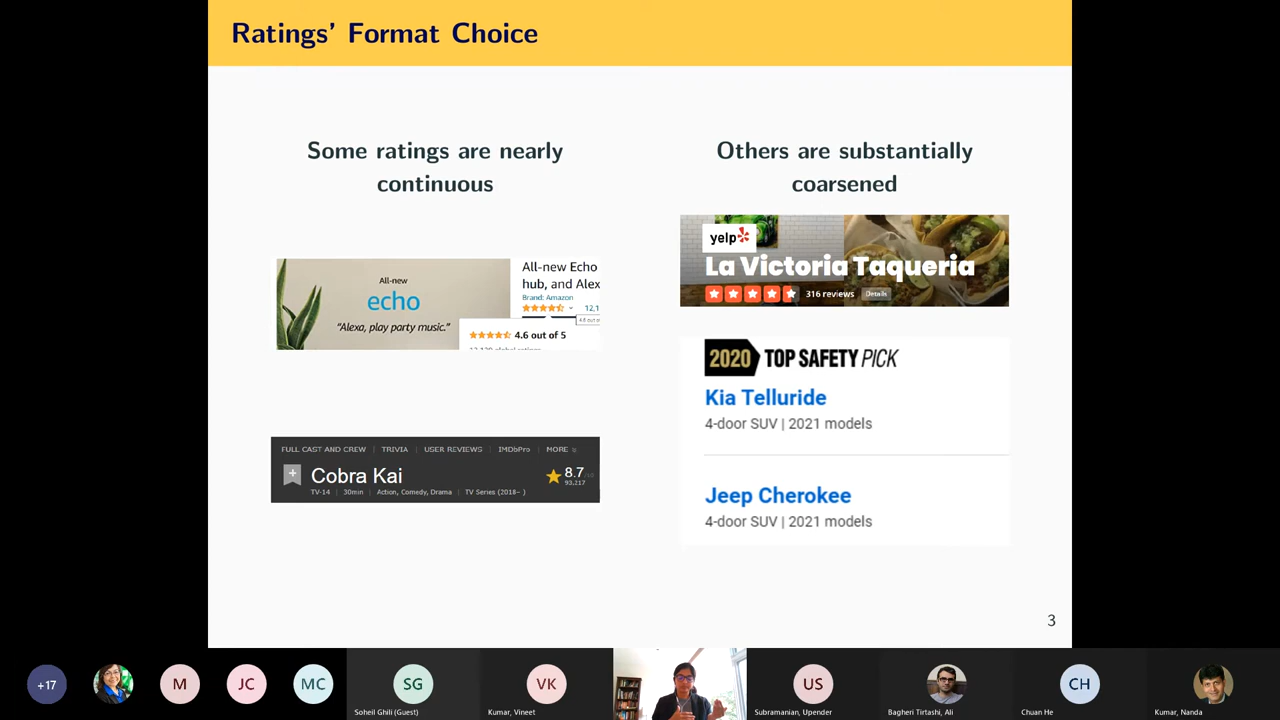 Ratings' Format Choice
Some ratings are nearly
continuous
Others are substantially
coarsened
All-new
echo
"Alexa, play party music."
All-new Echo
hub, and Alex
Brand: Amazon
12,1
4.6 out of 5
yelp
La Victoria Taqueria
316 reviews Details
FULL CAST AND CREW | TRIVIA | USER REVIEWS | IMDbPro | MORE
+ Cobra Kai
8.7
93,217
TV-14 | 30min | Action, Comedy, Drama | TV Series (2018– )
2020 TOP SAFETY PICK
Kia Telluride
4-door SUV | 2021 models
Jeep Cherokee
4-door SUV | 2021 models
3
+17
M
JC
MC
SG
Soheil Ghili (Guest)
VK
Kumar, Vineet
US
Subramanian, Upender
Bagheri Tirtashi, Ali
CH
Chuan He
Kumar, Nanda